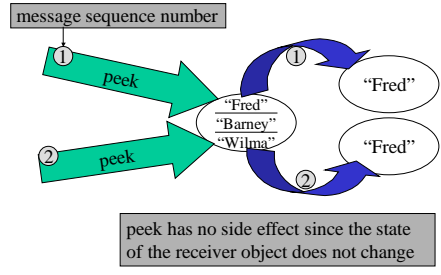 message sequence number
1
peek
1
"Fred"
"Fred"
"Barney"
"Wilma"
"Fred"
2
peek
2
peek has no side effect since the state
of the receiver object does not change